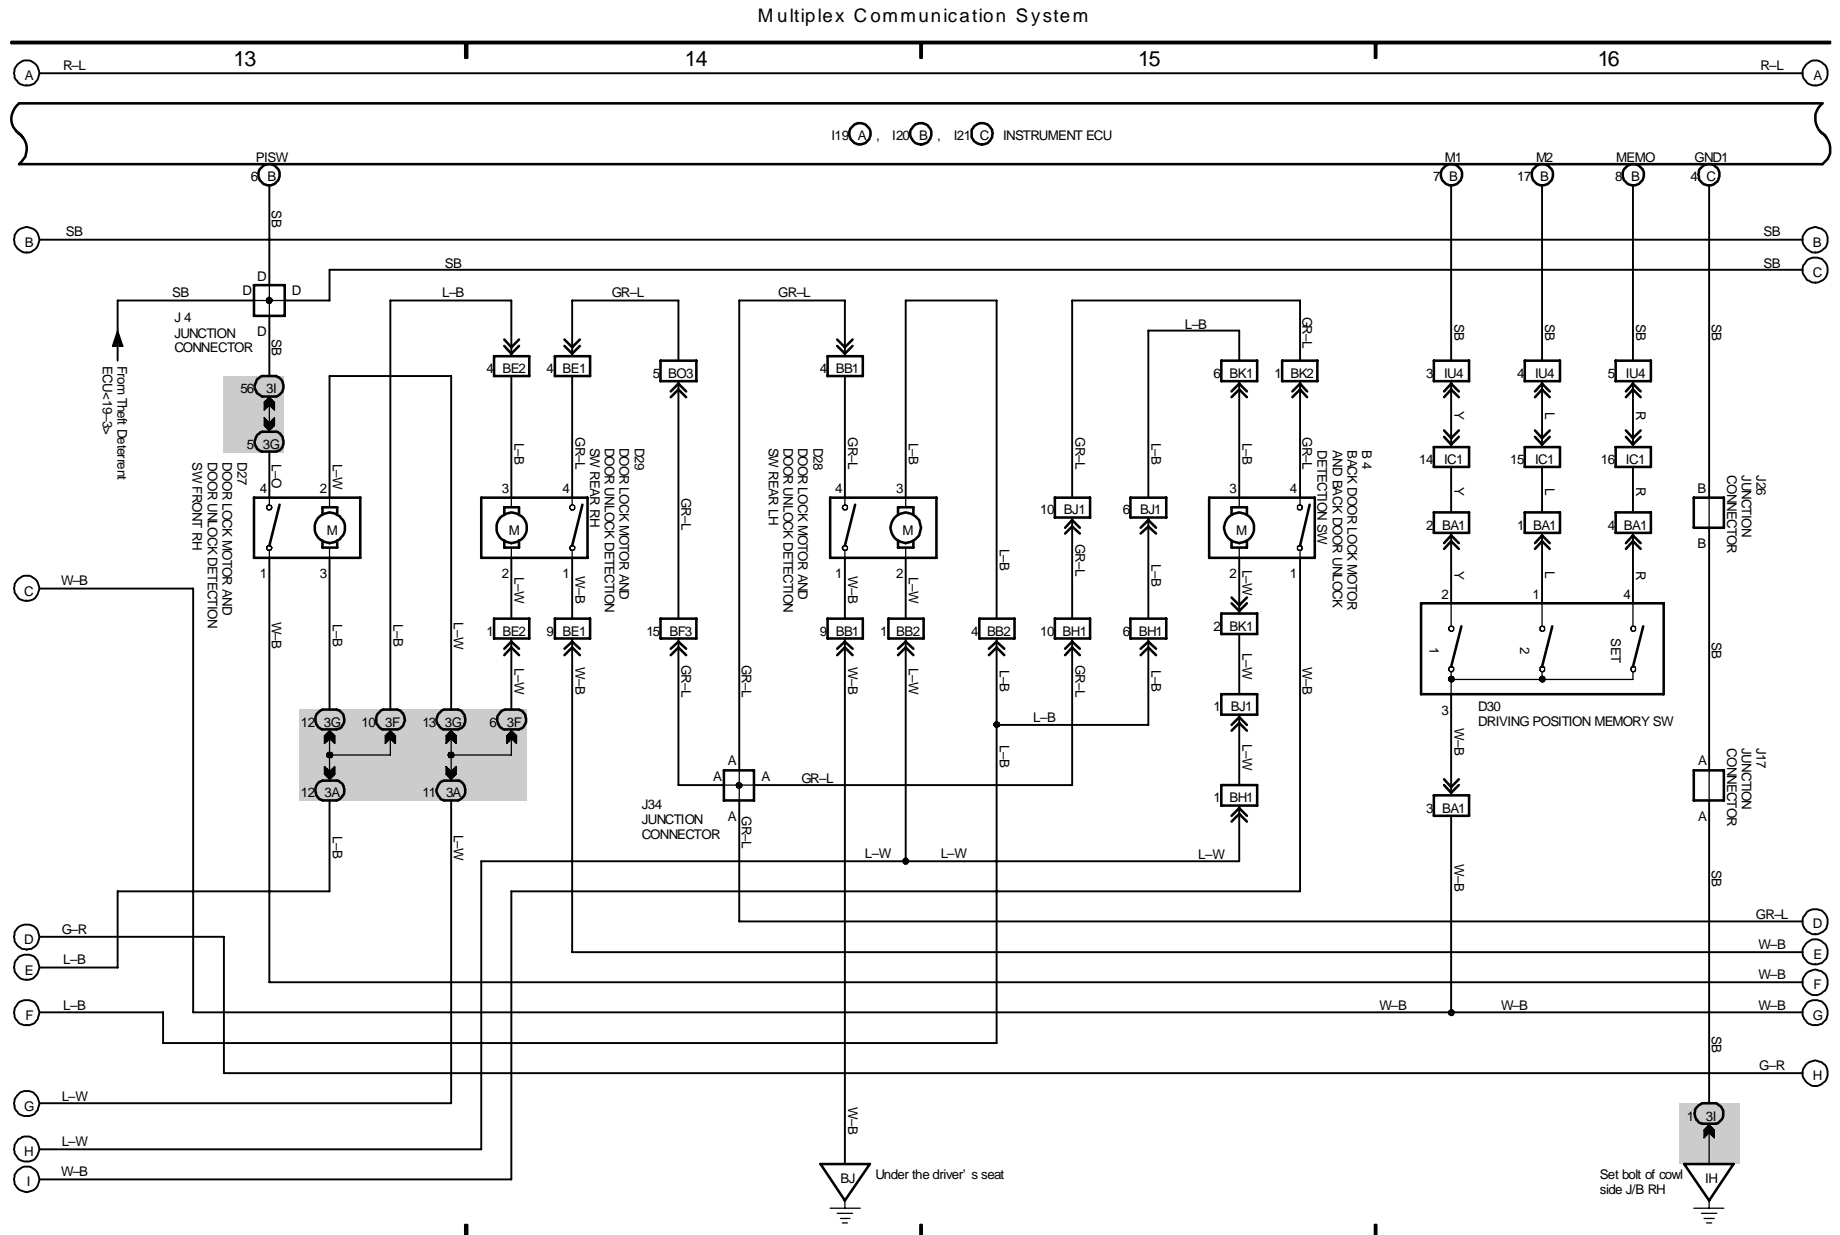 Multiplex Communication System
13 14 15 16
A R–L R–L A
I19 A , I20 B , I21 C INSTRUMENT ECU
PISW M1 M2 MEMO GND1
6 B 7 B 17 B 8 B 4 C
SB
B SB SB B
SB SB C
D
SB D D L–B GR–L GR–L
J 4
JUNCTION
CONNECTOR
D
SB
From Theft Deterrent
ECU<19–3>
L–B GR–L
SB SB SB SB
4 BE2 4 BE1 5 BO3 4 BB1 6 BK1 1 BK2 3 IU4 4 IU4 5 IU4
56 3I
Y L R
5 3G
14 IC1 15 IC1 16 IC1
L–O L–W L–B GR–L GR–L GR–L L–B GR–L L–B L–B GR–L
Y L R
D27
DOOR LOCK MOTOR AND
DOOR UNLOCK DETECTION
SW FRONT RH
4 2
M
1 3
D29
DOOR LOCK MOTOR AND
DOOR UNLOCK DETECTION
SW REAR RH
3 4
M
2 1
D28
DOOR LOCK MOTOR AND
DOOR UNLOCK DETECTION
SW REAR LH
4 3
M
1 2
B 4
BACK DOOR LOCK MOTOR
AND BACK DOOR UNLOCK
DETECTION SW
3 4
M
2 1
10 BJ1 6 BJ1
2 BA1 1 BA1 4 BA1
B
B
J26
JUNCTION
CONNECTOR
Y L R
C W–B
L–W W–B W–B L–W L–B GR–L L–B L–W
2 1 4
1 2 SET
3
D30
DRIVING POSITION MEMORY SW
W–B L–B L–B L–W
1 BE2 9 BE1 15 BF3 9 BB1 1 BB2 4 BB2 10 BH1 6 BH1 2 BK1
L–W W–B GR–L GR–L W–B L–W L–B GR–L L–B L–W W–B
SB
12 3G 10 3F 13 3G 6 3F
1 BJ1
L–B
L–B
L–W
W–B
12 3A 11 3A
A
A A GR–L
A
J34
JUNCTION
CONNECTOR
GR–L
1 BH1
3 BA1
A
A
J17
JUNCTION
CONNECTOR
L–B L–W
L–W L–W L–W
W–B
SB
D G–R GR–L D
E L–B W–B E
W–B F
F L–B W–B W–B W–B G
SB
G–R H
G L–W
W–B
H L–W
I W–B
1 3I
BJ Under the driver' s seat
Set bolt of cowl
side J/B RH
IH